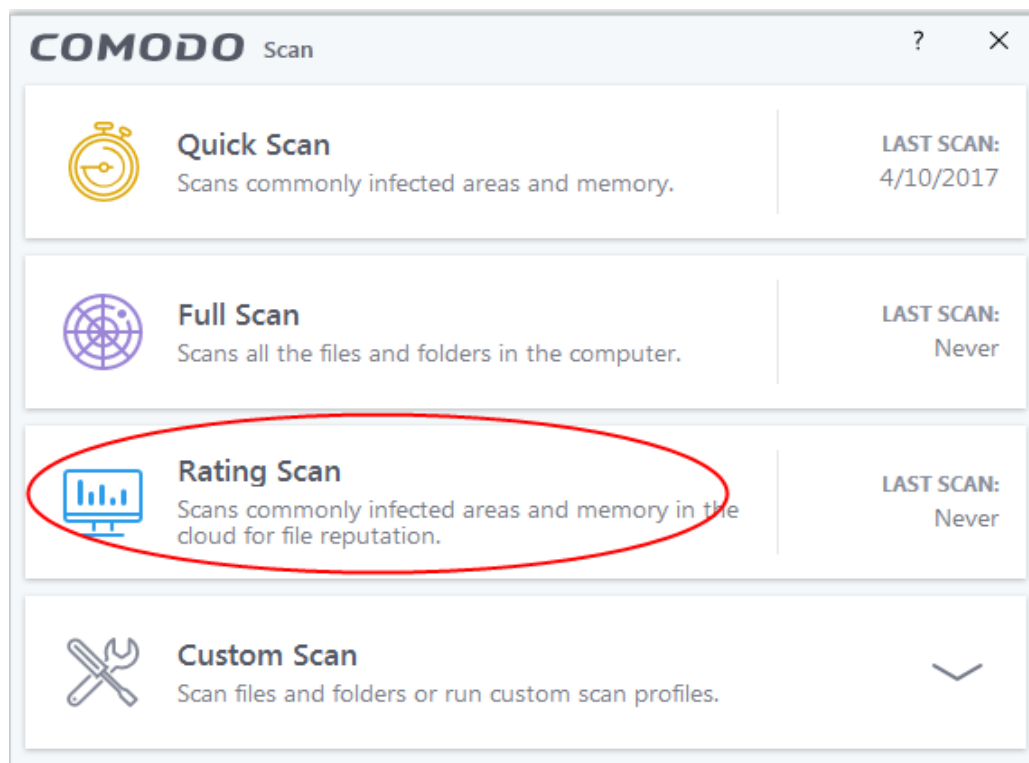 COMODO Scan ? X
Quick Scan
Scans commonly infected areas and memory.
LAST SCAN:
4/10/2017
Full Scan
Scans all the files and folders in the computer.
LAST SCAN:
Never
Rating Scan
Scans commonly infected areas and memory in the
cloud for file reputation.
LAST SCAN:
Never
Custom Scan
Scan files and folders or run custom scan profiles.